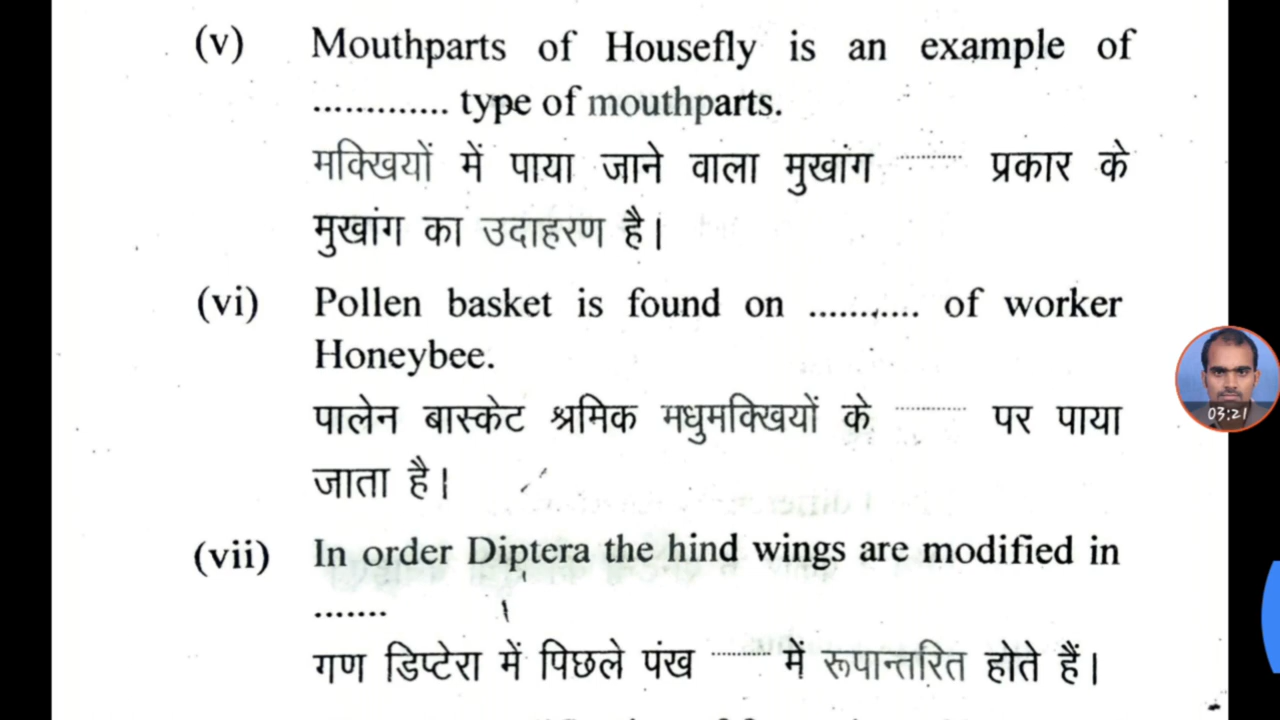 (v) Mouthparts of Housefly is an example of
............. type of mouthparts.
मक्खियों में पाया जाने वाला मुखांग ............ प्रकार के
मुखांग का उदाहरण है।
(vi) Pollen basket is found on ........... of worker
Honeybee.
पालेन बास्केट श्रमिक मधुमक्खियों के ............ पर पाया
जाता है।
03:21
(vii) In order Diptera the hind wings are modified in
.......
गण डिप्टेरा में पिछले पंख ............ में रूपान्तरित होते हैं।